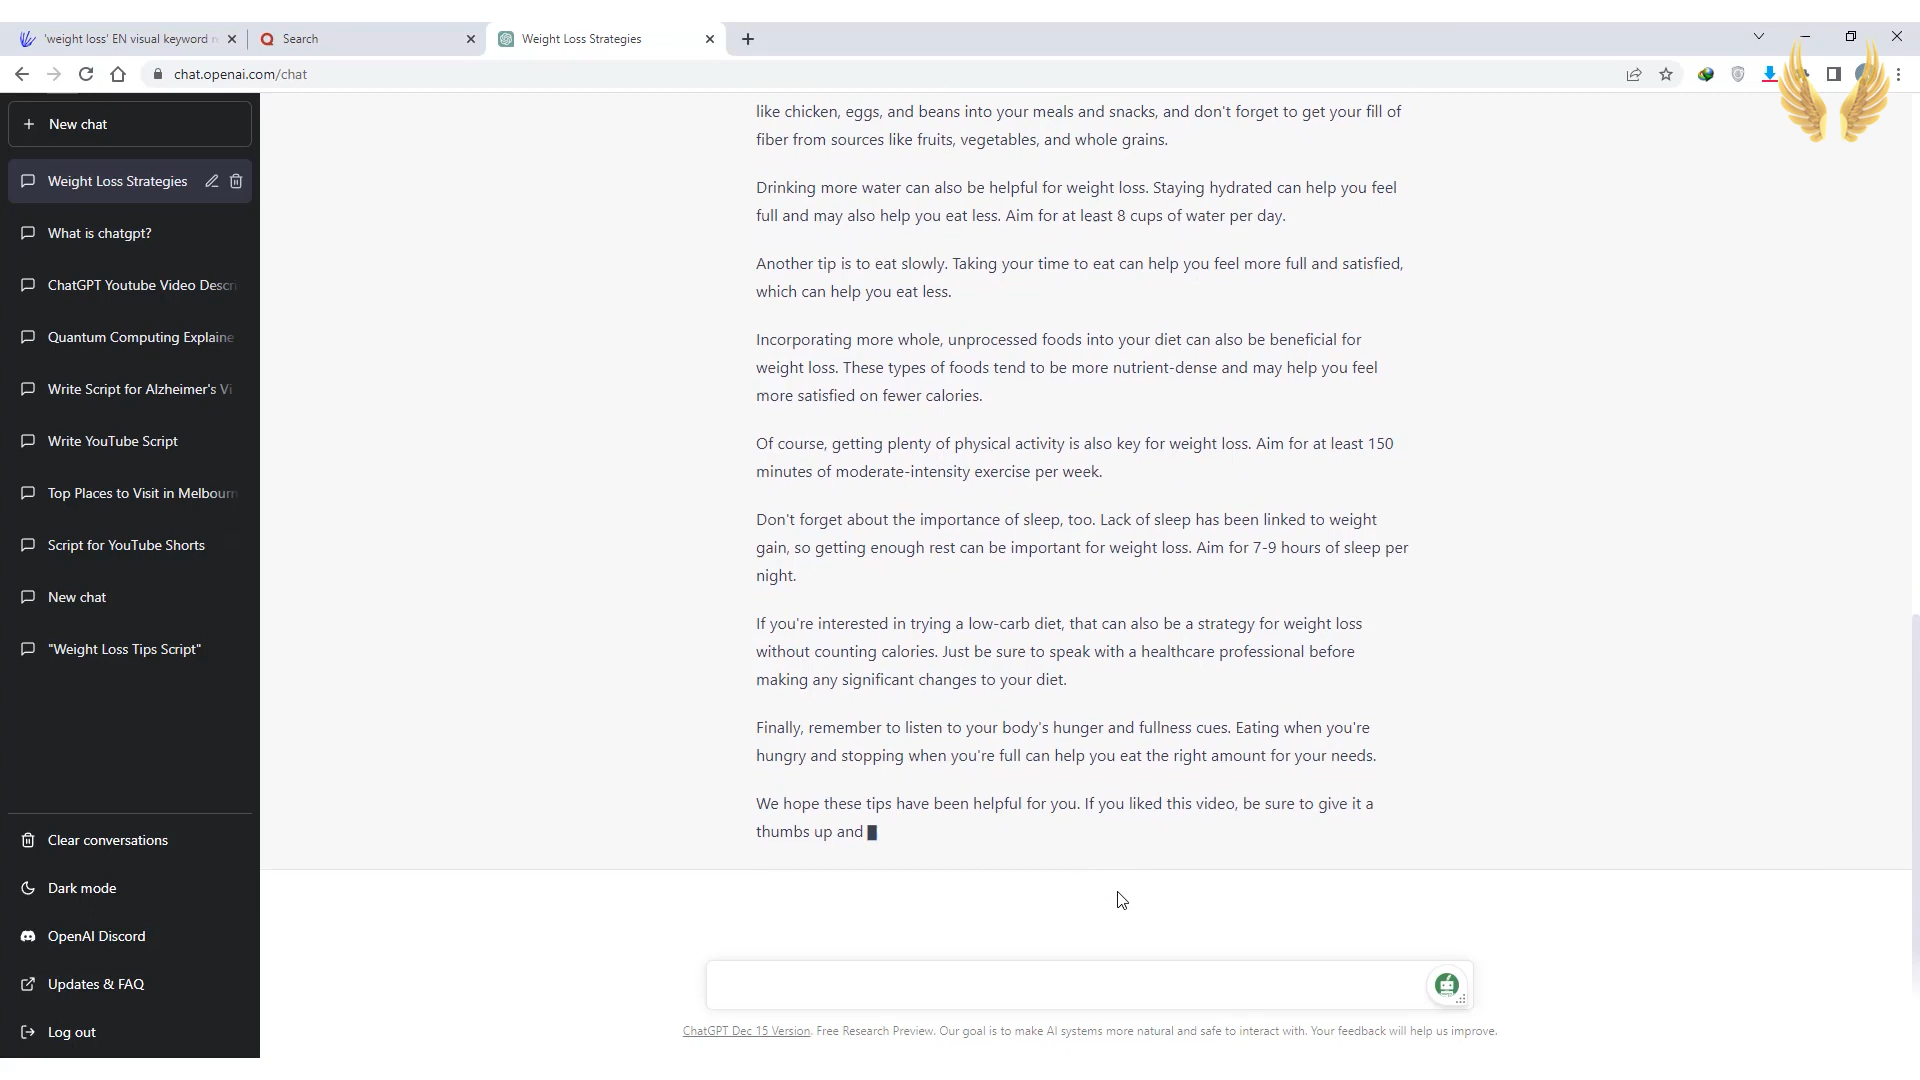 'weight loss' EN visual keyword
Search
Weight Loss Strategies
chat.openai.com/chat
New chat
Weight Loss Strategies
What is chatgpt?
ChatGPT Youtube Video Descri
Quantum Computing Explaine
Write Script for Alzheimer's Vi
Write YouTube Script
Top Places to Visit in Melbourn
Script for YouTube Shorts
New chat
"Weight Loss Tips Script"
Clear conversations
Dark mode
OpenAI Discord
Updates & FAQ
Log out
like chicken, eggs, and beans into your meals and snacks, and don't forget to get your fill of
fiber from sources like fruits, vegetables, and whole grains.
Drinking more water can also be helpful for weight loss. Staying hydrated can help you feel
full and may also help you eat less. Aim for at least 8 cups of water per day.
Another tip is to eat slowly. Taking your time to eat can help you feel more full and satisfied,
which can help you eat less.
Incorporating more whole, unprocessed foods into your diet can also be beneficial for
weight loss. These types of foods tend to be more nutrient-dense and may help you feel
more satisfied on fewer calories.
Of course, getting plenty of physical activity is also key for weight loss. Aim for at least 150
minutes of moderate-intensity exercise per week.
Don't forget about the importance of sleep, too. Lack of sleep has been linked to weight
gain, so getting enough rest can be important for weight loss. Aim for 7-9 hours of sleep per
night.
If you're interested in trying a low-carb diet, that can also be a strategy for weight loss
without counting calories. Just be sure to speak with a healthcare professional before
making any significant changes to your diet.
Finally, remember to listen to your body's hunger and fullness cues. Eating when you're
hungry and stopping when you're full can help you eat the right amount for your needs.
We hope these tips have been helpful for you. If you liked this video, be sure to give it a
thumbs up and
ChatGPT Dec 15 Version. Free Research Preview. Our goal is to make AI systems more natural and safe to interact with. Your feedback will help us improve.